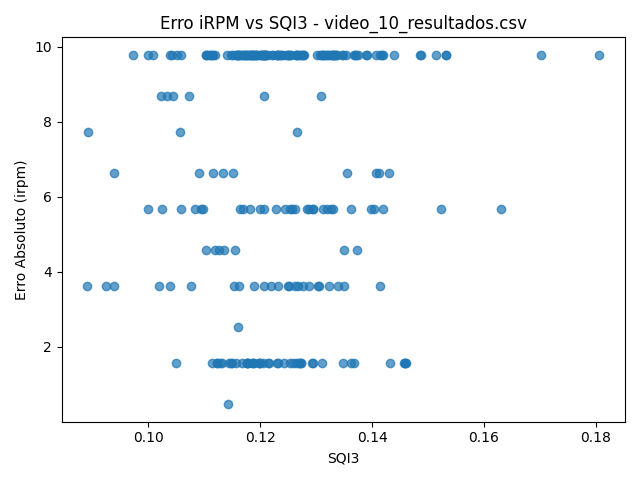 Erro iRPM vs SQI3 - video_10_resultados.csv
Erro Absoluto (irpm)
10
8
6
4
2
0.10 0.12 0.14 0.16 0.18
SQI3